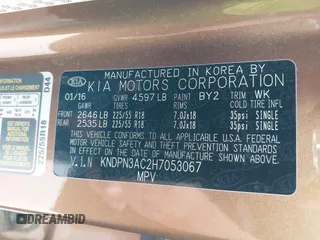 MANUFACTURED IN KOREA BY
KIA KIA MOTORS CORPORATION
01/16 GVWR 4597LB PAINT BY2 TRIM WK
GAWR TIRES RIMS COLD TIRE INFL
FRONT 2646LB 225/55 R18 7.0Jx18 35psi SINGLE
REAR 2535LB 225/55 R18 7.0Jx18 35psi SINGLE
THIS VEHICLE CONFORMS TO ALL APPLICABLE U.S. FEDERAL
MOTOR VEHICLE SAFETY AND THEFT PREVENTION STANDARDS
IN EFFECT ON THE DATE OF MANUFACTURE SHOWN ABOVE.
V.I.N KNDPN3AC2H7053067
MPV
D44
225/55R18
DREAMBID